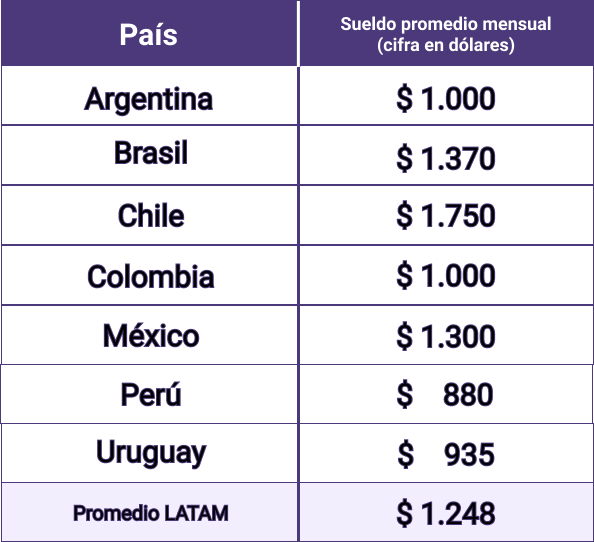 País
Sueldo promedio mensual
(cifra en dólares)
Argentina $ 1.000
Brasil $ 1.370
Chile $ 1.750
Colombia $ 1.000
México $ 1.300
Perú $ 880
Uruguay $ 935
Promedio LATAM $ 1.248